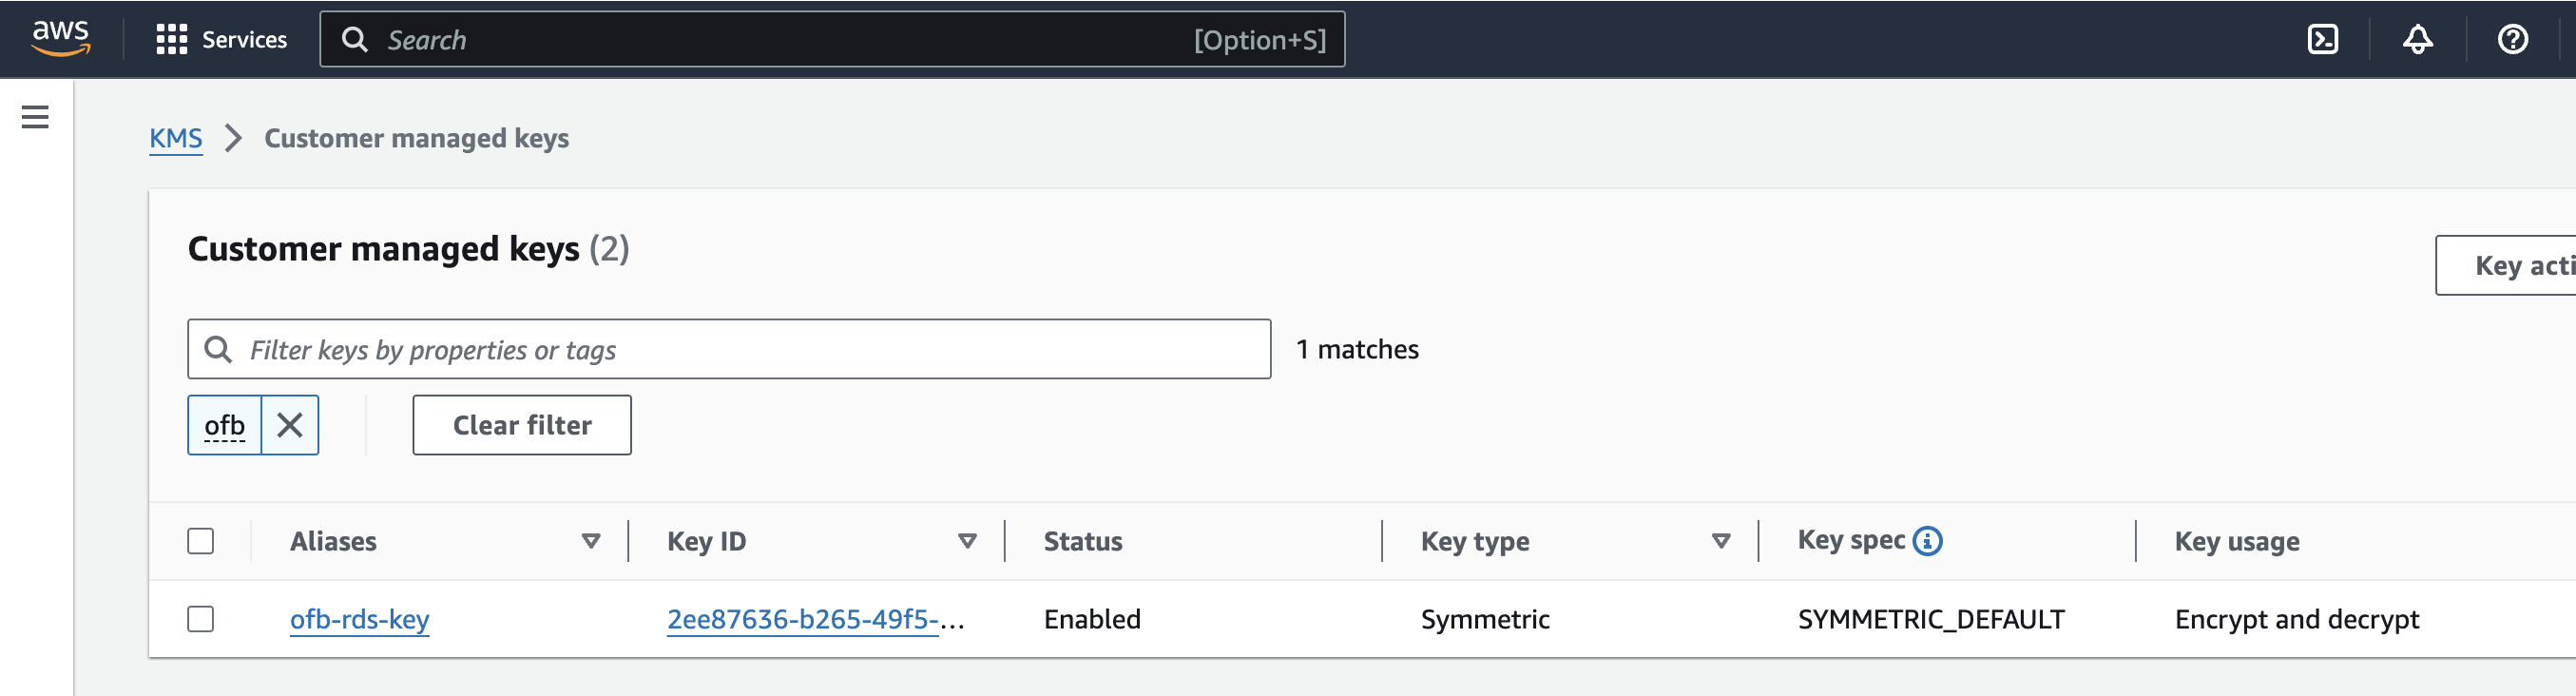 aws Services Search [Option+S]
KMS Customer managed keys
Customer managed keys (2)
Key acti
Filter keys by properties or tags 1 matches
ofb Clear filter
Aliases Key ID Status Key type Key spec Key usage
ofb-rds-key 2ee87636-b265-49f5-... Enabled Symmetric SYMMETRIC_DEFAULT Encrypt and decrypt